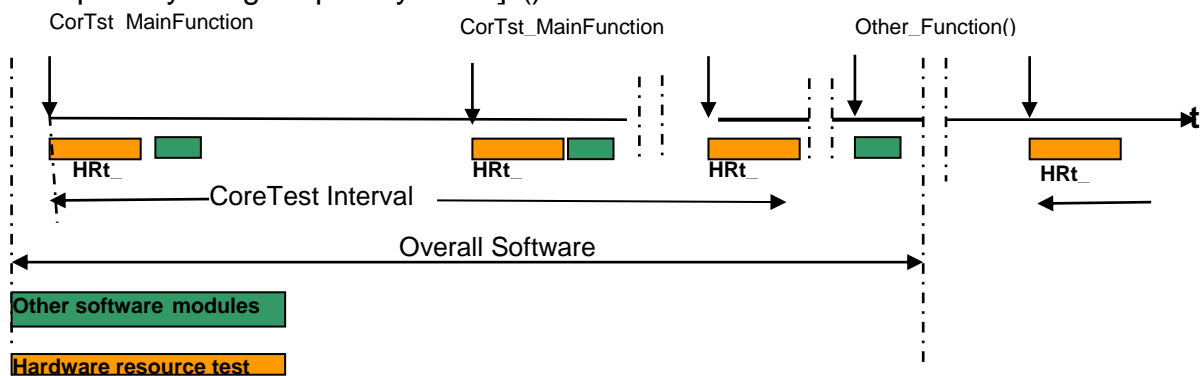 CorTst MainFunction
CorTst_MainFunction
Other_Function()
t
HRt_
HRt_
HRt_
HRt_
CoreTest Interval
Overall Software
Other software modules
Hardware resource test